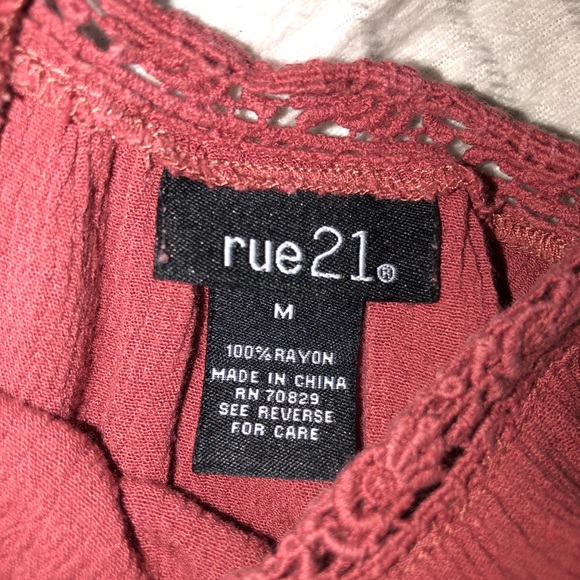 rue21®
M
100% RAYON
MADE IN CHINA
RN 70829
SEE REVERSE
FOR CARE